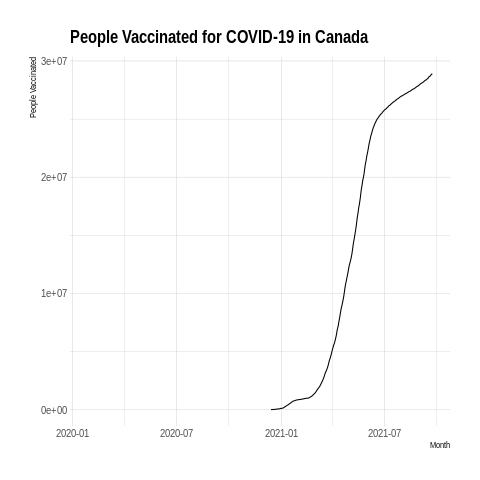 People Vaccinated for COVID-19 in Canada
People Vaccinated
3e+07
2e+07
1e+07
0e+00
2020-01
2020-07
2021-01
2021-07
Month